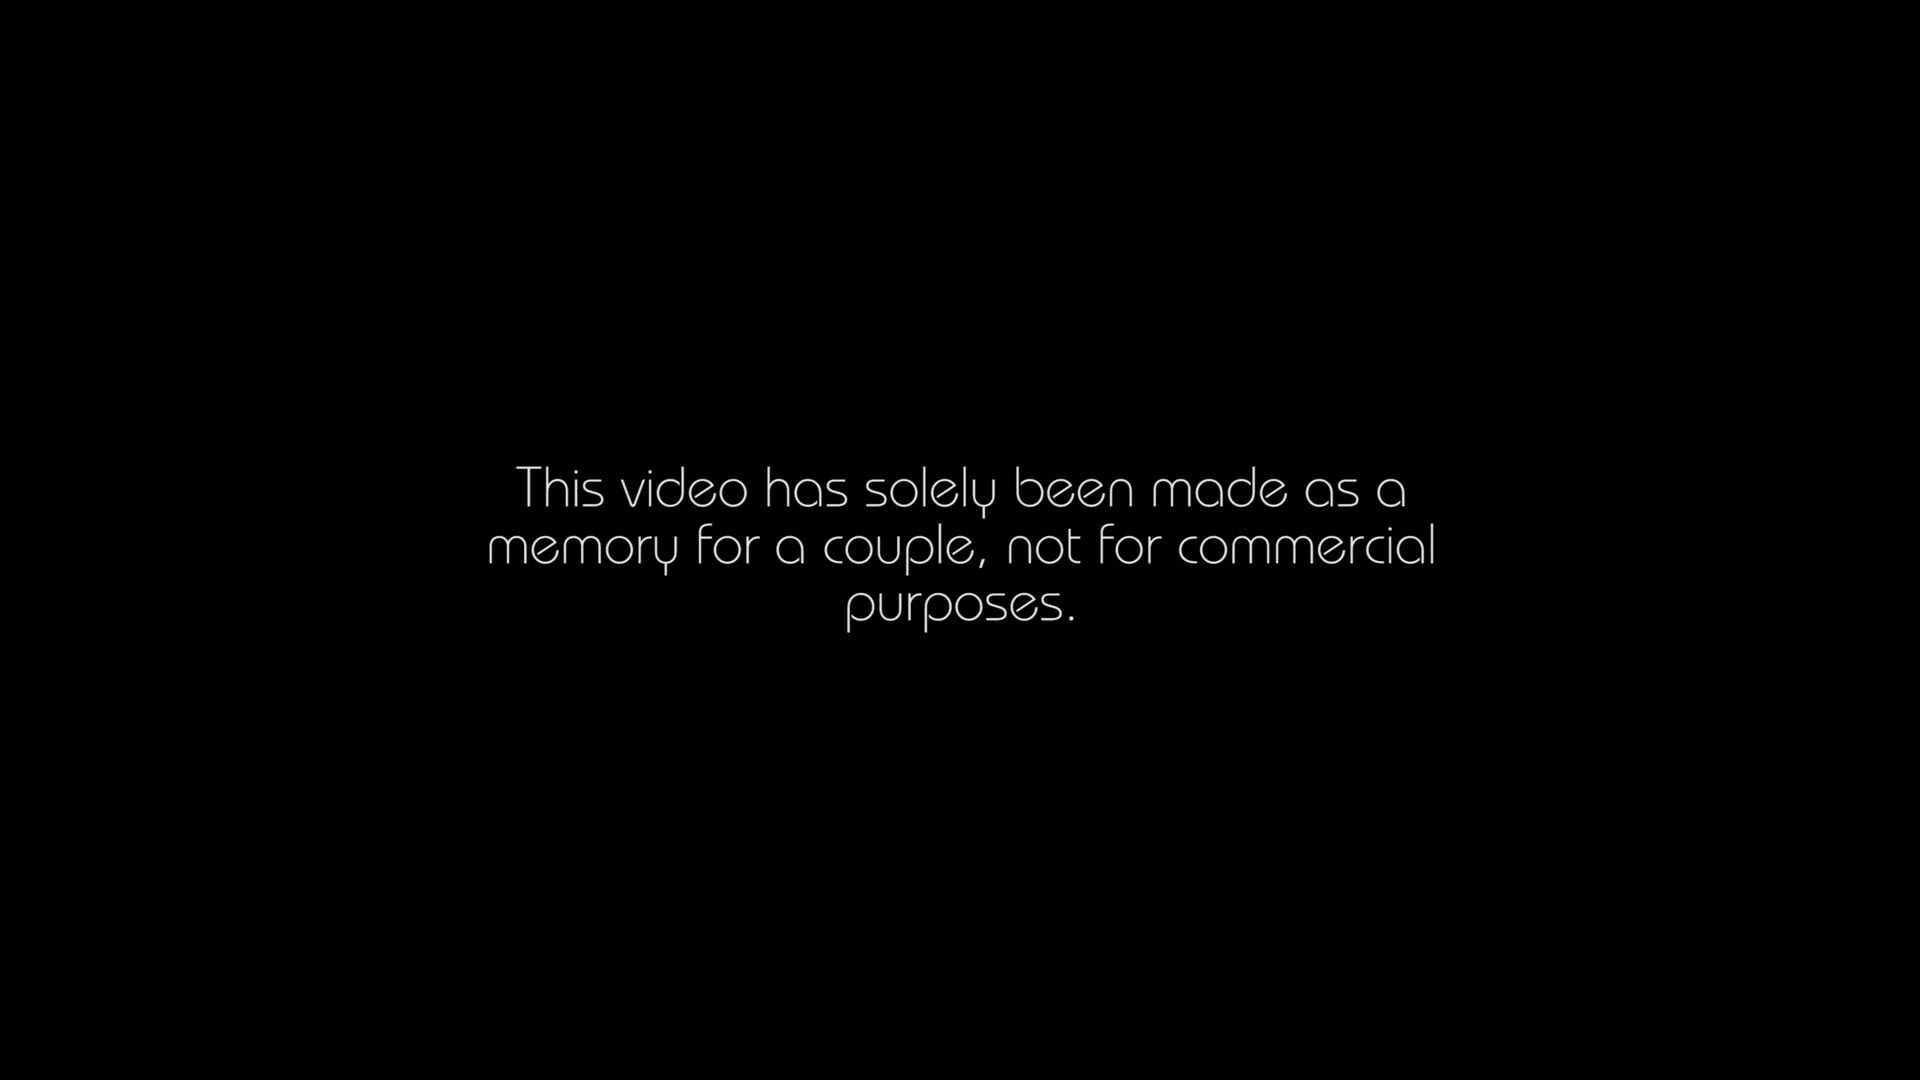 This video has solely been made as a
memory for a couple, not for commercial
purposes.